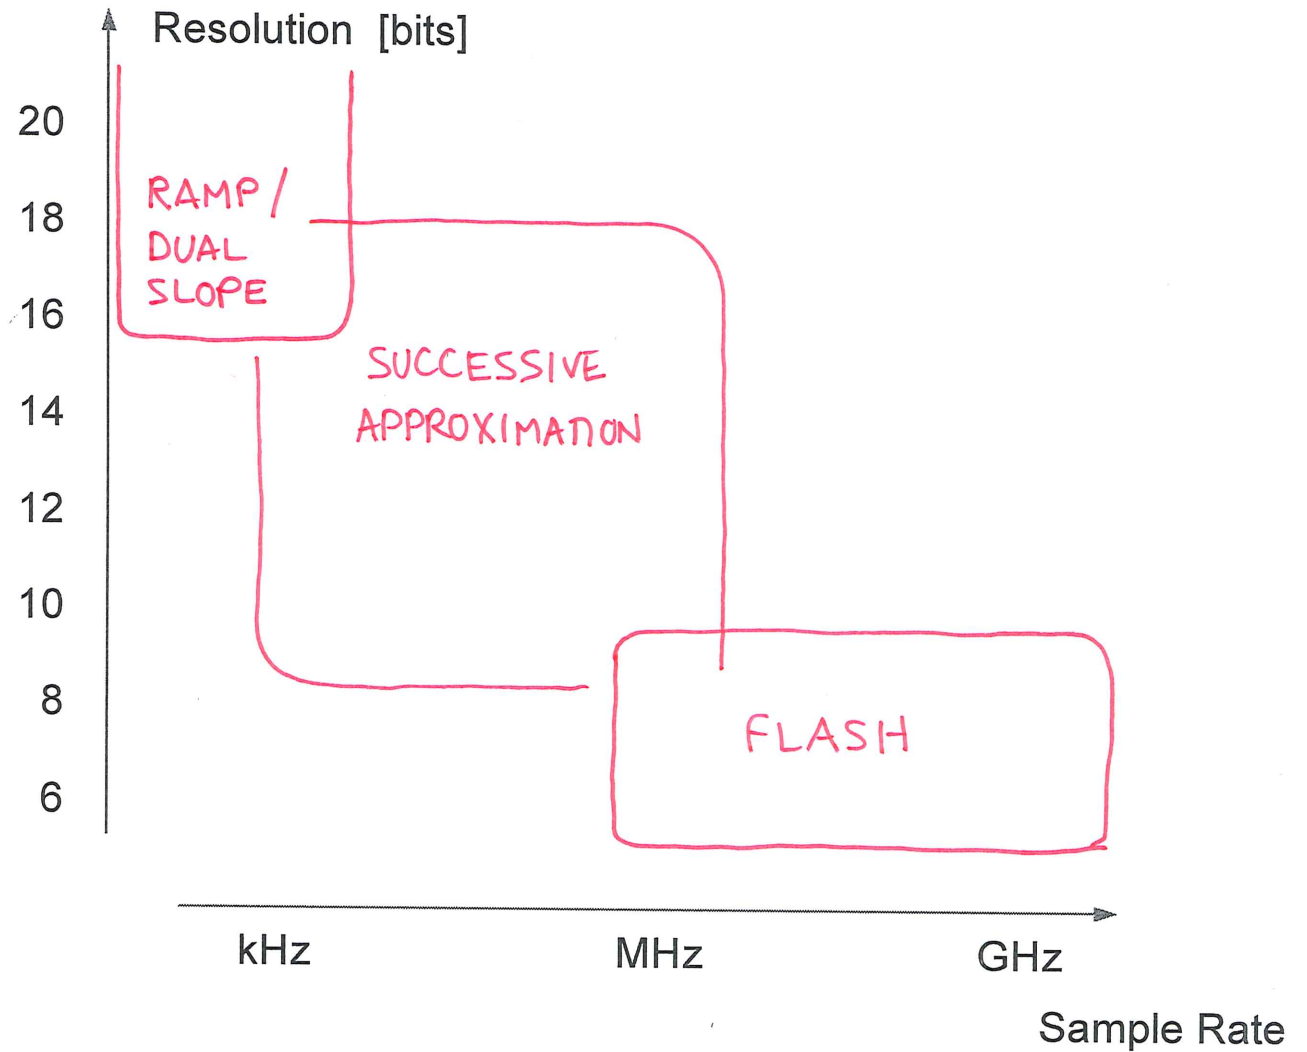 Resolution [bits]
20
18
16
14
12
10
8
6
RAMP/
DUAL
SLOPE
SUCCESSIVE
APPROXIMATION
FLASH
kHz MHz GHz
Sample Rate